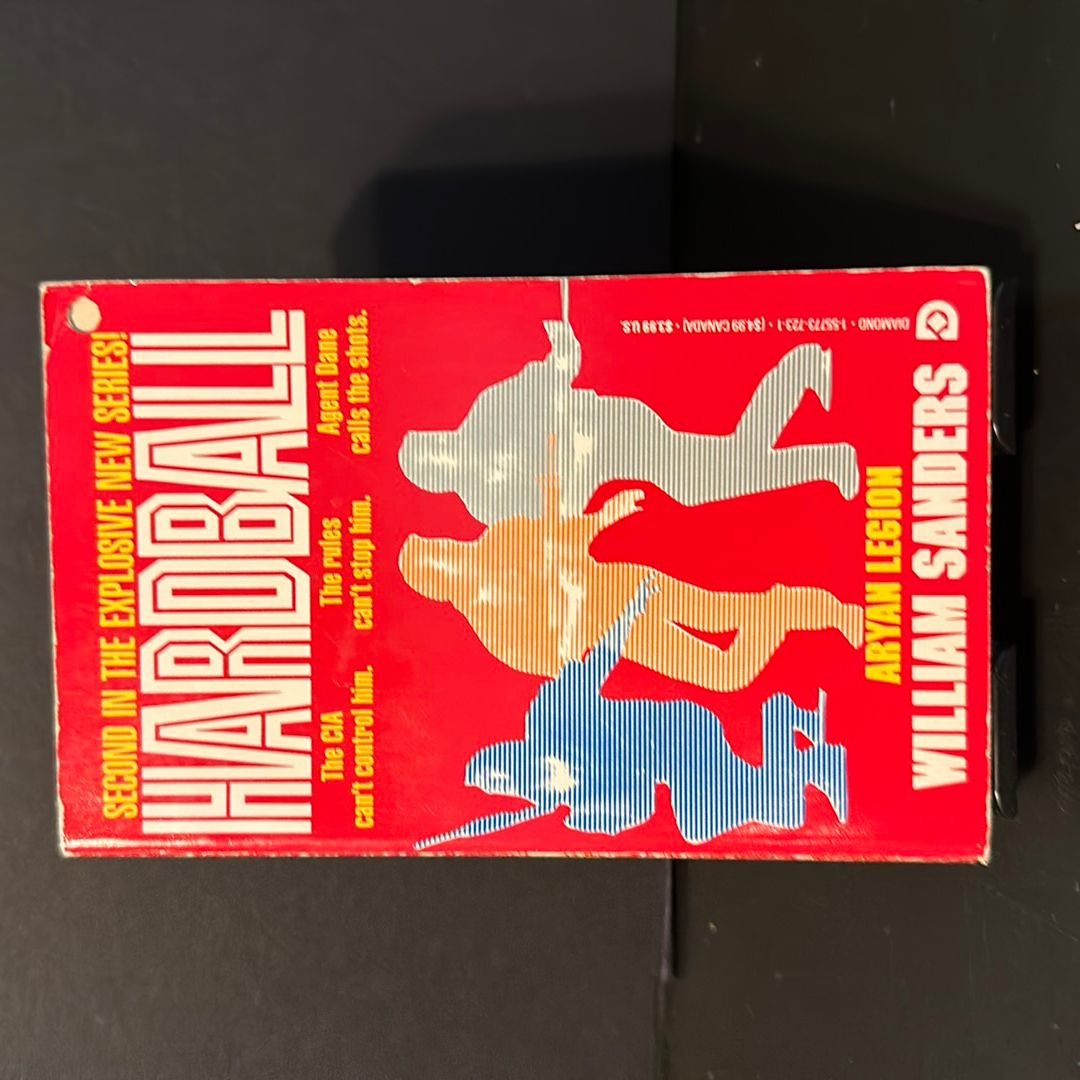 SECOND IN THE EXPLOSIVE NEW SERIES!
HARDBALL
The CIA
can't control him.
The rules
can't stop him.
Agent Dane
calls the shots.
DIAMOND • 1-55773-723-1 • ($4.99 CANADA) • $3.99 U.S.
ARYAN LEGION
WILLIAM SANDERS
D